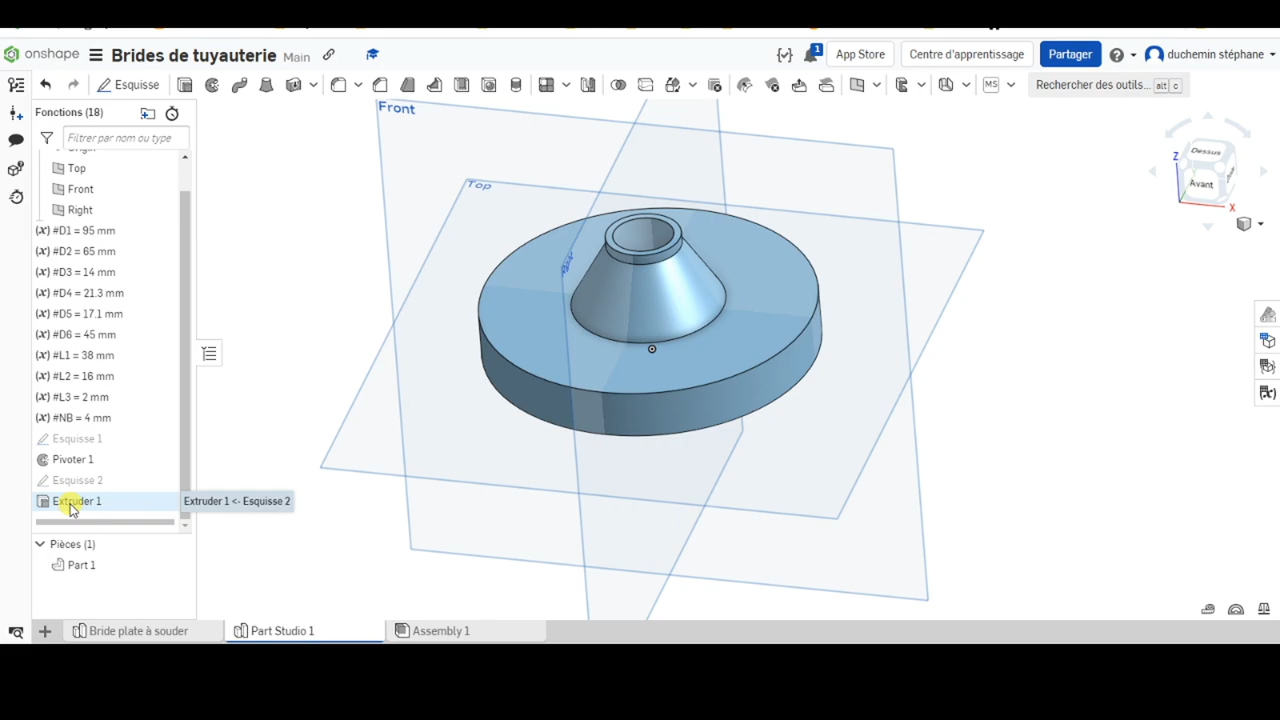 onshape
Brides de tuyauterie Main
1
App Store
Centre d'apprentissage
Partager
duchemin stéphane
Esquisse
MS
Rechercher des outils... alt c
Fonctions (18)
Filtrer par nom ou type
Origin
Top
Front
Right
(x) #D1 = 95 mm
(x) #D2 = 65 mm
(x) #D3 = 14 mm
(x) #D4 = 21.3 mm
(x) #D5 = 17.1 mm
(x) #D6 = 45 mm
(x) #L1 = 38 mm
(x) #L2 = 16 mm
(x) #L3 = 2 mm
(x) #NB = 4 mm
Esquisse 1
Pivoter 1
Esquisse 2
Extruder 1
Extruder 1 <- Esquisse 2
Pièces (1)
Part 1
Front
Top
Z
Dessus
Avant
X
Bride plate à souder
Part Studio 1
Assembly 1